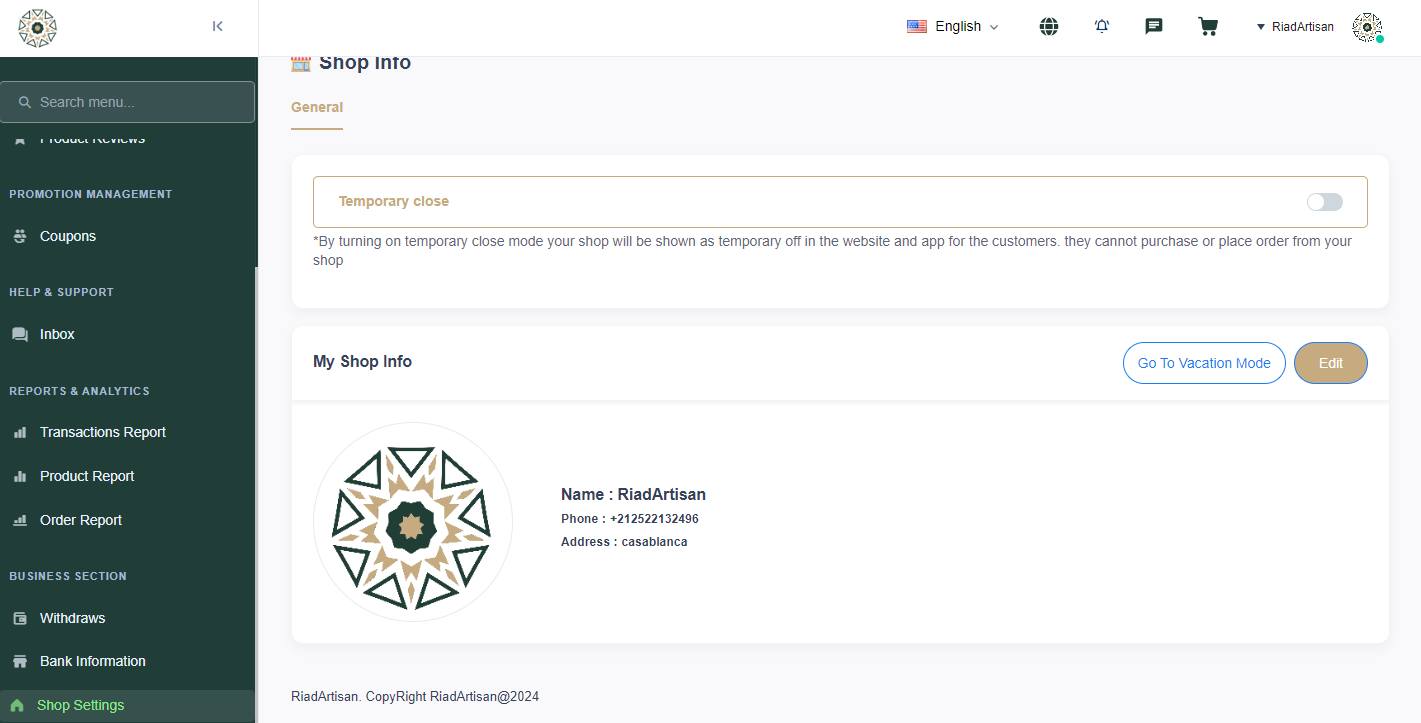 English
RiadArtisan
Search menu...
Product Reviews
PROMOTION MANAGEMENT
Coupons
HELP & SUPPORT
Inbox
REPORTS & ANALYTICS
Transactions Report
Product Report
Order Report
BUSINESS SECTION
Withdraws
Bank Information
Shop Settings
Shop Info
General
Temporary close
*By turning on temporary close mode your shop will be shown as temporary off in the website and app for the customers. they cannot purchase or place order from your
shop
My Shop Info
Go To Vacation Mode
Edit
Name : RiadArtisan
Phone : +212522132496
Address : casablanca
RiadArtisan. CopyRight RiadArtisan@2024